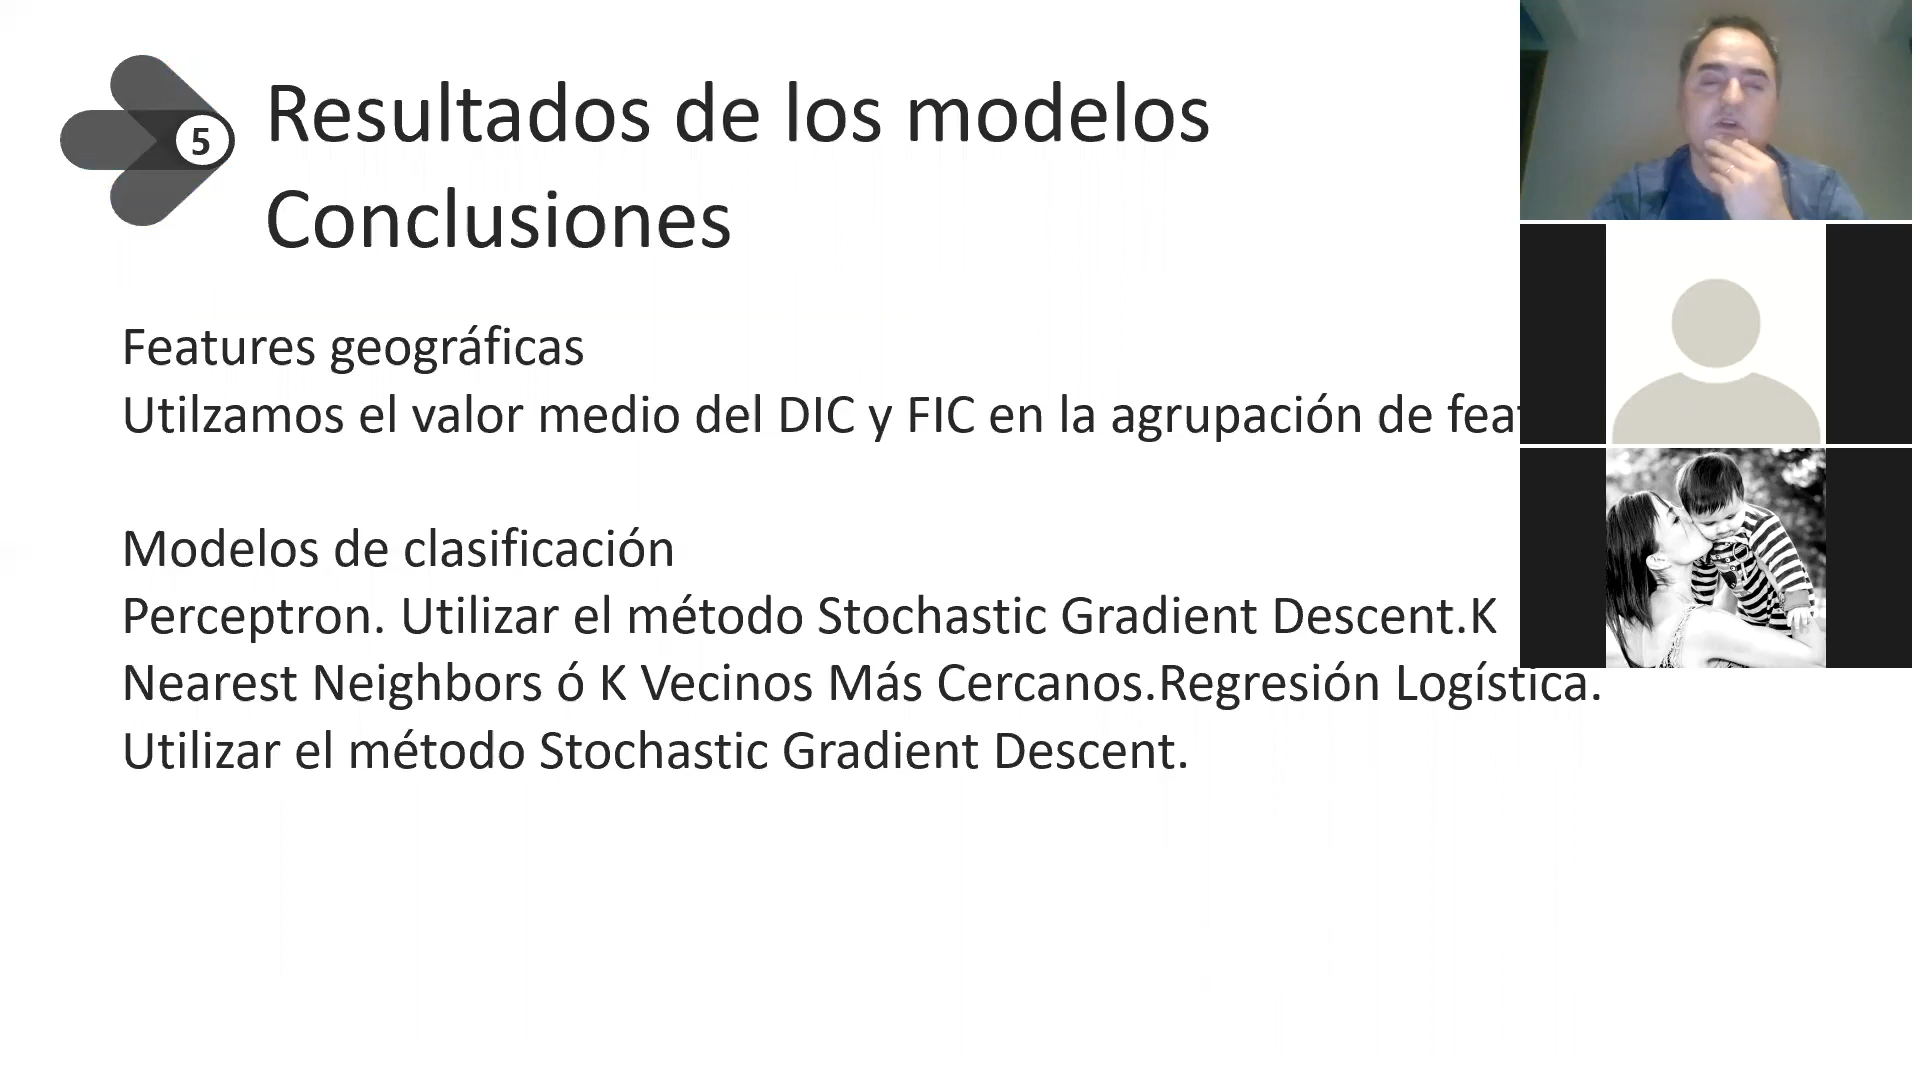 5
Resultados de los modelos
Conclusiones
Features geográficas
Utilzamos el valor medio del DIC y FIC en la agrupación de
Modelos de clasificación
Perceptron. Utilizar el método Stochastic Gradient Descent.K
Nearest Neighbors ó K Vecinos Más Cercanos.Regresión Logística.
Utilizar el método Stochastic Gradient Descent.